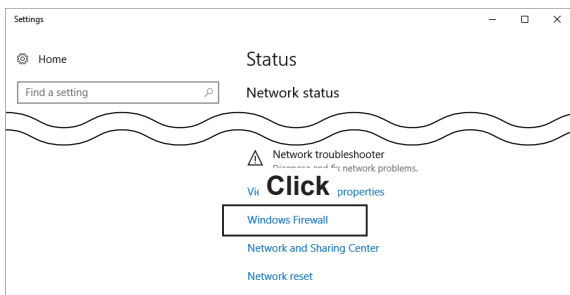 Settings
Home
Status
Find a setting
Network status
Network troubleshooter
network problems.
Click
properties
Windows Firewall
Network and Sharing Center
Network reset